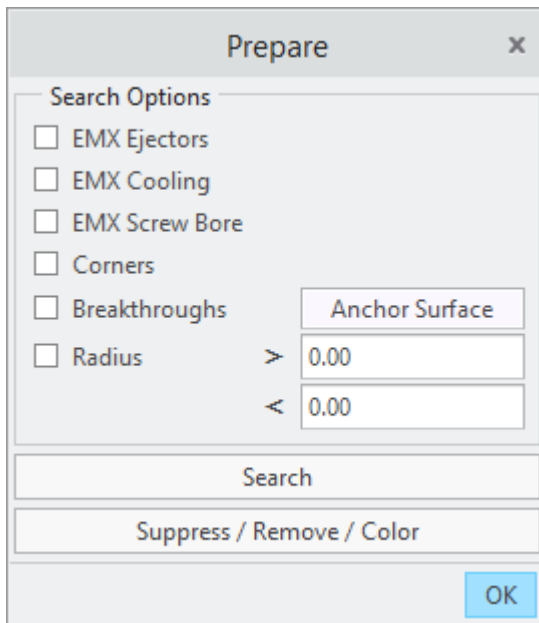 Prepare
Search Options
EMX Ejectors
EMX Cooling
EMX Screw Bore
Corners
Breakthroughs Anchor Surface
Radius > 0.00
< 0.00
Search
Suppress / Remove / Color
OK